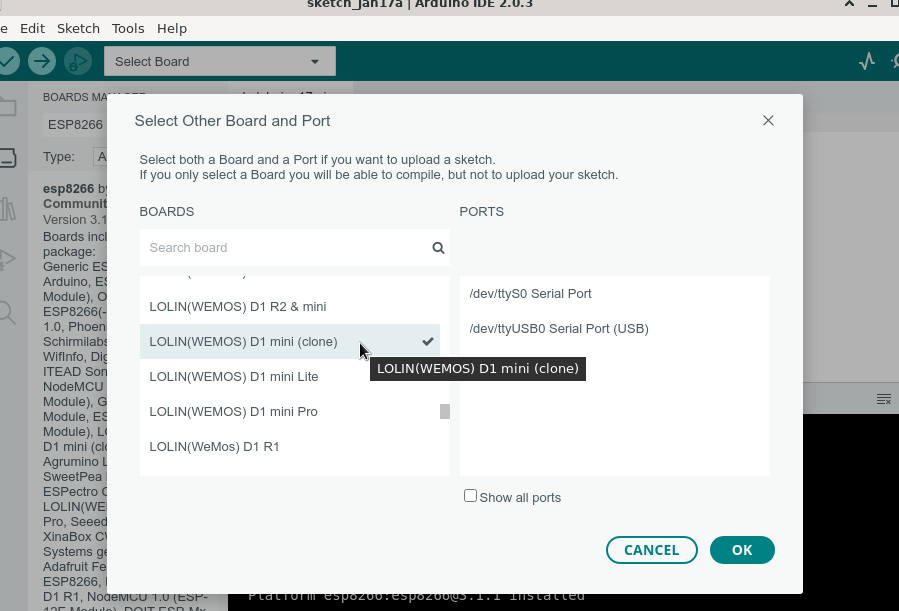 sketch_jan17a | Arduino IDE 2.0.3
e Edit Sketch Tools Help
Select Board
BOARDS MANAGER
ESP8266
Type: A
Select Other Board and Port
Select both a Board and a Port if you want to upload a sketch.
If you only select a Board you will be able to compile, but not to upload your sketch.
BOARDS
PORTS
Search board
LOLIN(WEMOS) D1 R2 & mini
LOLIN(WEMOS) D1 mini (clone)
LOLIN(WEMOS) D1 mini Lite
LOLIN(WEMOS) D1 mini Pro
LOLIN(WeMos) D1 R1
/dev/ttyS0 Serial Port
/dev/ttyUSB0 Serial Port (USB)
LOLIN(WEMOS) D1 mini (clone)
Show all ports
CANCEL
OK
esp8266 by
Communit
Version 3.1
Boards incl
package:
Generic ES
Arduino, ES
Module), O
ESP8266(-
1.0, Phoen
Schirmilabs
WifInfo, Dig
ITEAD Son
NodeMCU
Module), G
Module, ES
Module), LO
D1 mini (clo
Agrumino L
SweetPea
ESPectro C
LOLIN(WE
Pro, Seeed
XinaBox CW
Systems ge
Adafruit Fe
ESP8266,
D1 R1, NodeMCU 1.0 (ESP-
12E Module), DOIT ESP-Mx
Platform esp8266:esp8266@3.1.1 installed